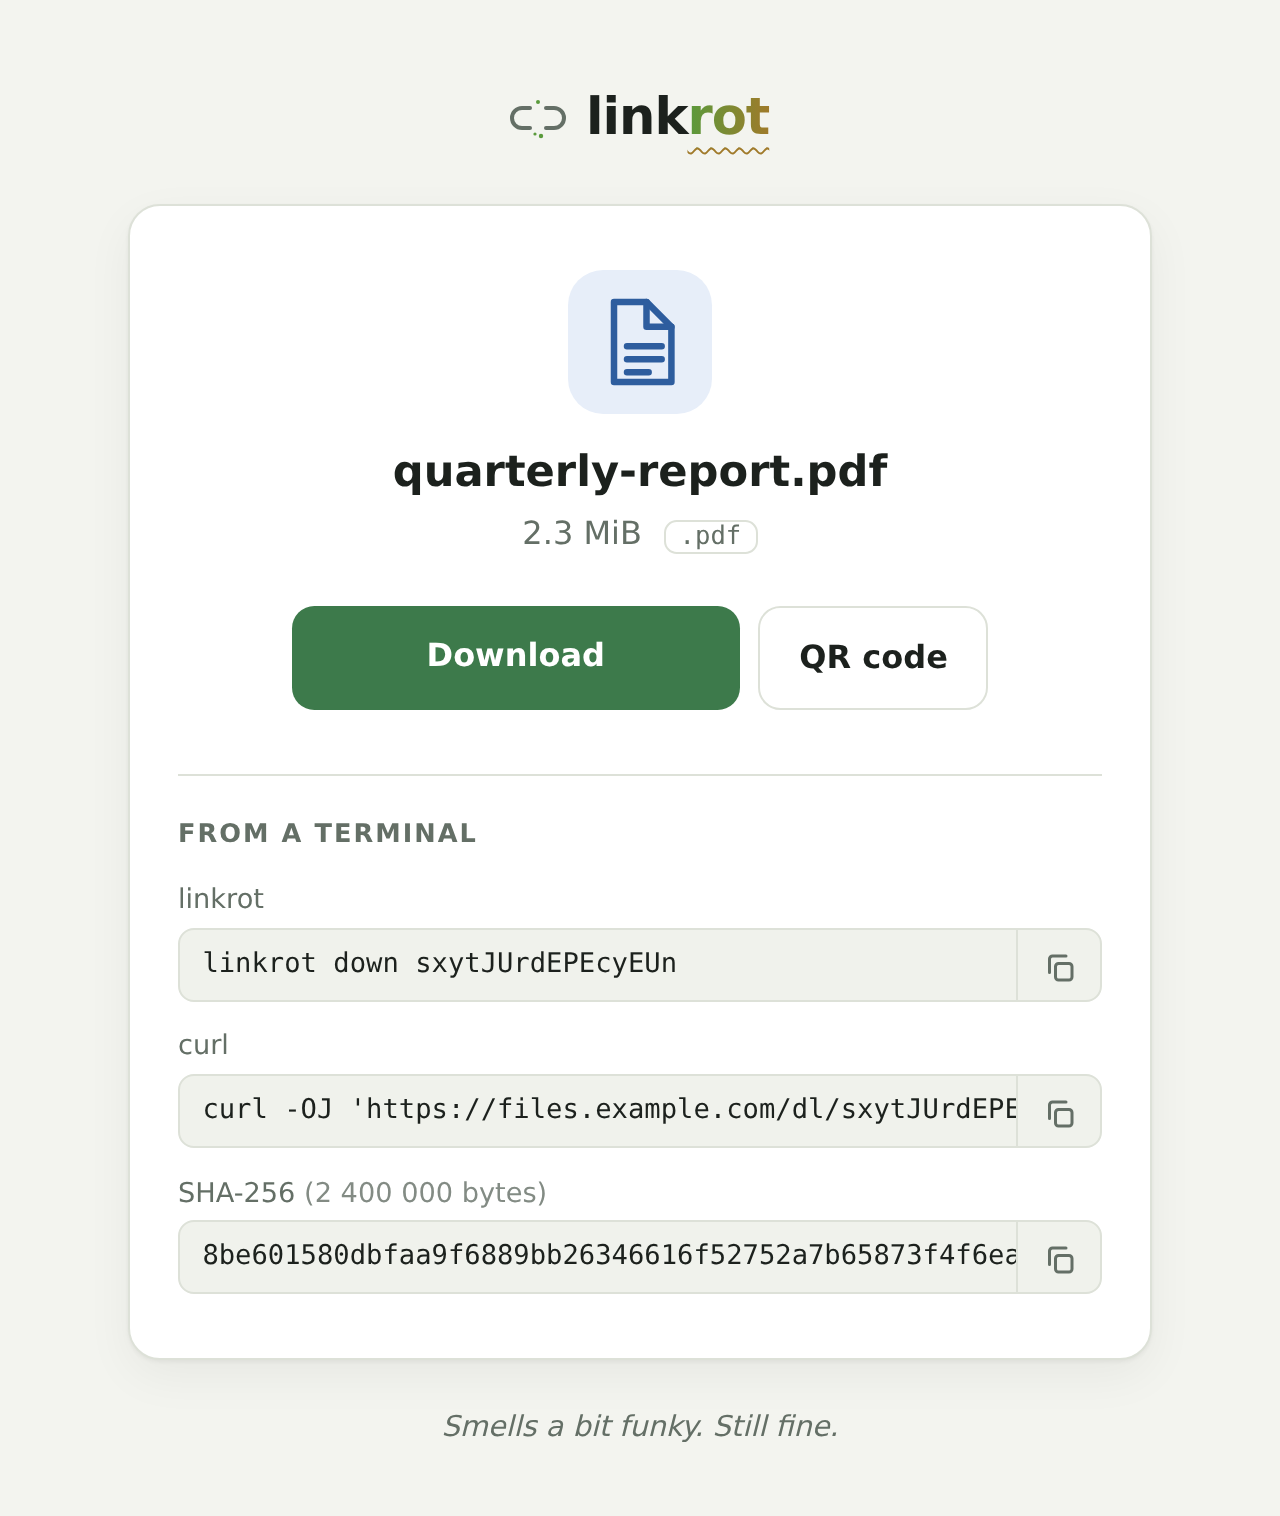 linkrot
quarterly-report.pdf
2.3 MiB .pdf
Download QR code
FROM A TERMINAL
linkrot
linkrot down sxytJUrdEPEcyEUn
curl
curl -OJ 'https://files.example.com/dl/sxytJUrdEPE
SHA-256 (2 400 000 bytes)
8be601580dbfaa9f6889bb26346616f52752a7b65873f4f6ea
Smells a bit funky. Still fine.